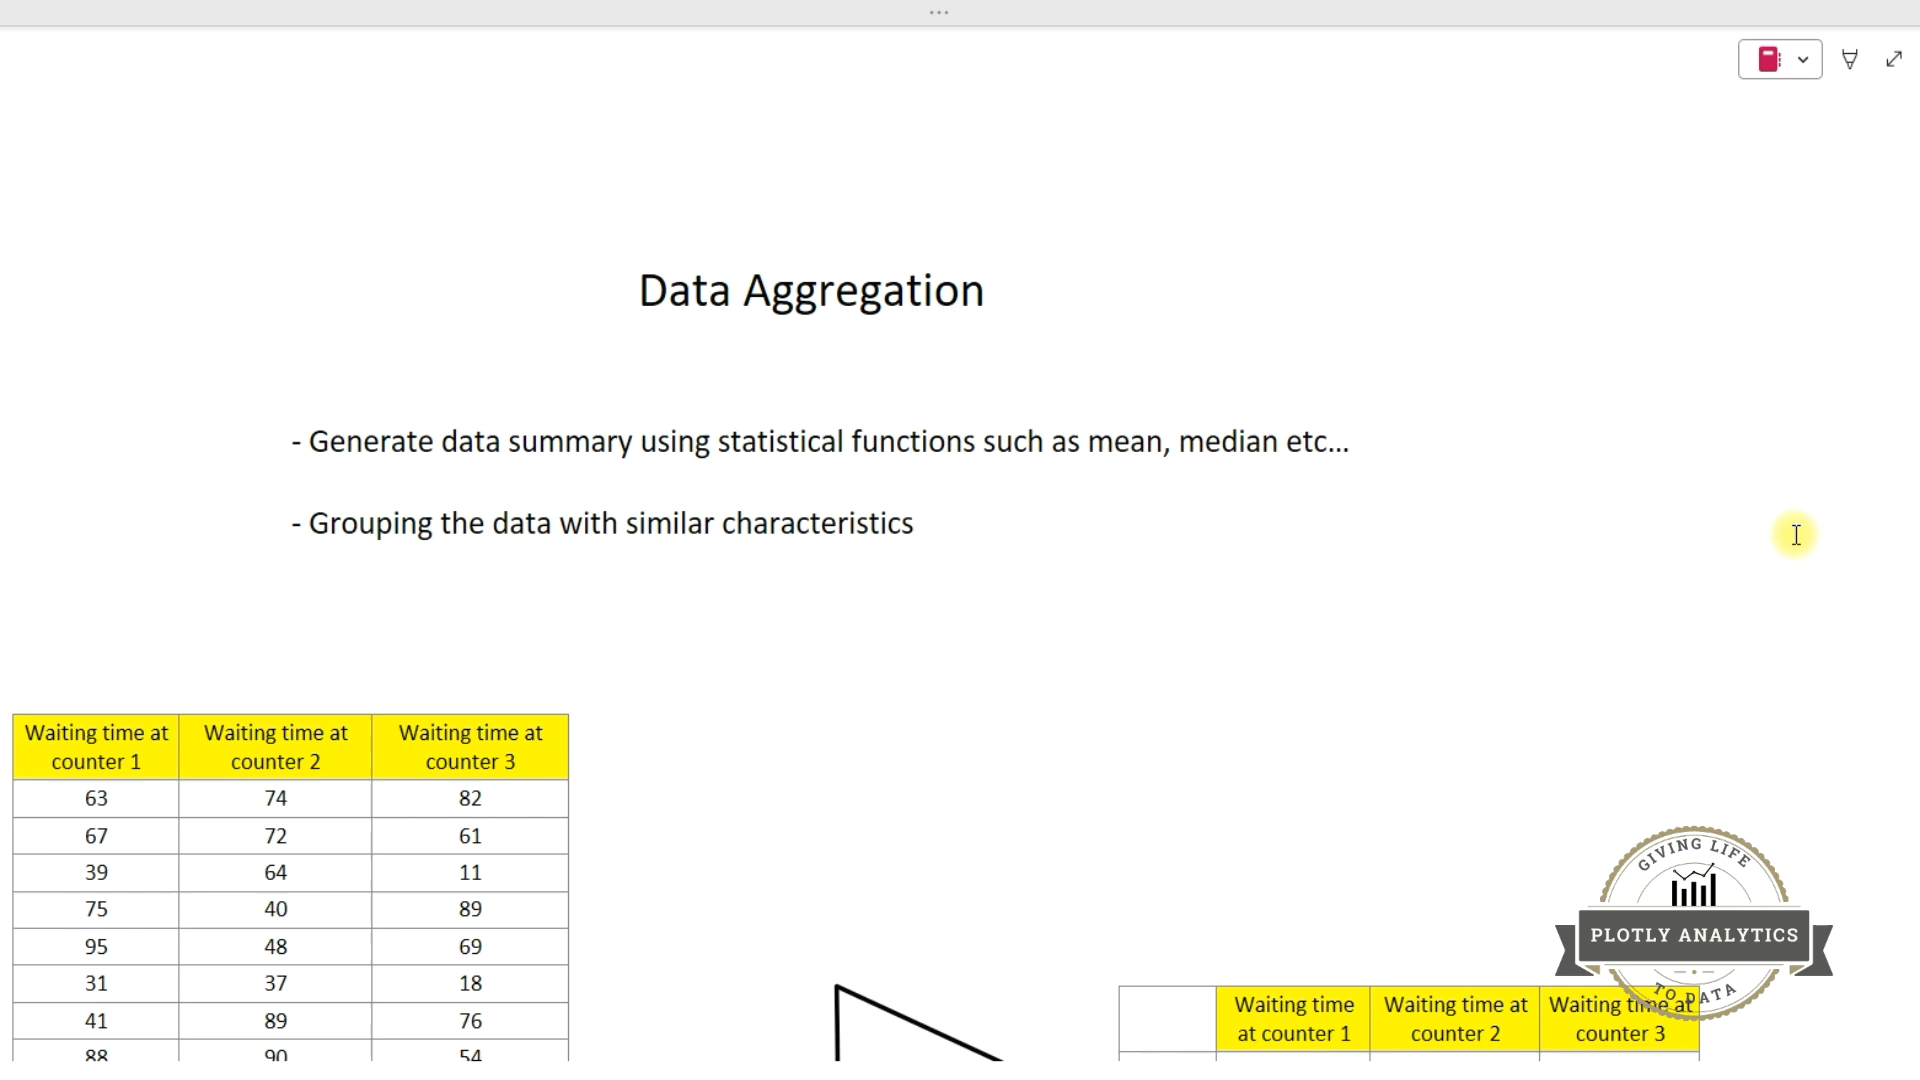 Data Aggregation
- Generate data summary using statistical functions such as mean, median etc...
- Grouping the data with similar characteristics
Waiting time at counter 1 Waiting time at counter 2 Waiting time at counter 3
63 74 82
67 72 61
39 64 11
75 40 89
95 48 69
31 37 18
41 89 76
88 90 54
GIVING LIFE
PLOTLY ANALYTICS
TO DATA
Waiting time at counter 1 Waiting time at counter 2 Waiting time at counter 3